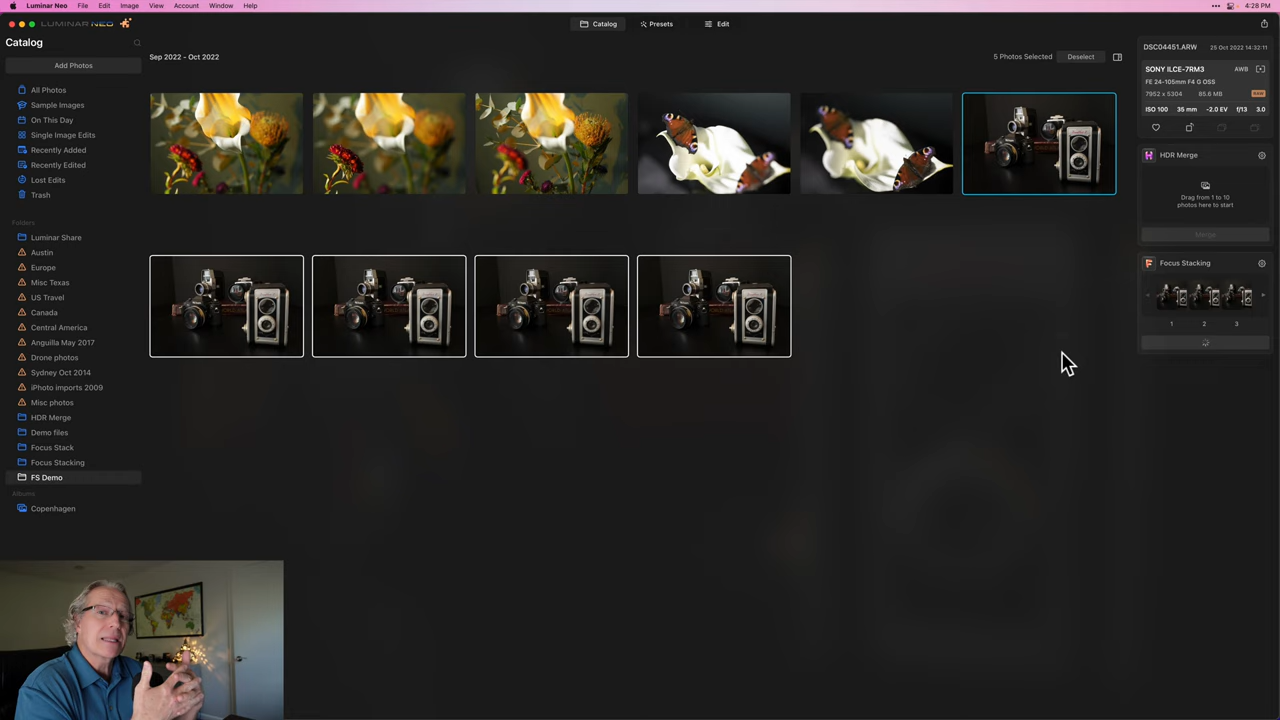 Luminar Neo File Edit Image View Account Window Help 4:28 PM
LUMINAR NEO Catalog Presets Edit
Catalog
Sep 2022 - Oct 2022 5 Photos Selected Deselect
Add Photos
All Photos
Sample Images
On This Day
Single Image Edits
Recently Added
Recently Edited
Lost Edits
Trash
Folders
Luminar Share
Austin
Europe
Misc Texas
US Travel
Canada
Central America
Anguilla May 2017
Drone photos
Sydney Oct 2014
iPhoto imports 2009
Misc photos
HDR Merge
Demo files
Focus Stack
Focus Stacking
FS Demo
Albums
Copenhagen
DSC04451.ARW 25 Oct 2022 14:32:11
SONY ILCE-7RM3 AWB
FE 24-105mm F4 G OSS
7952 x 5304 85.6 MB RAW
ISO 100 35 mm -2.0 EV f/13 3.0
HDR Merge
Drag from 1 to 10
photos here to start
Merge
Focus Stacking
1 2 3